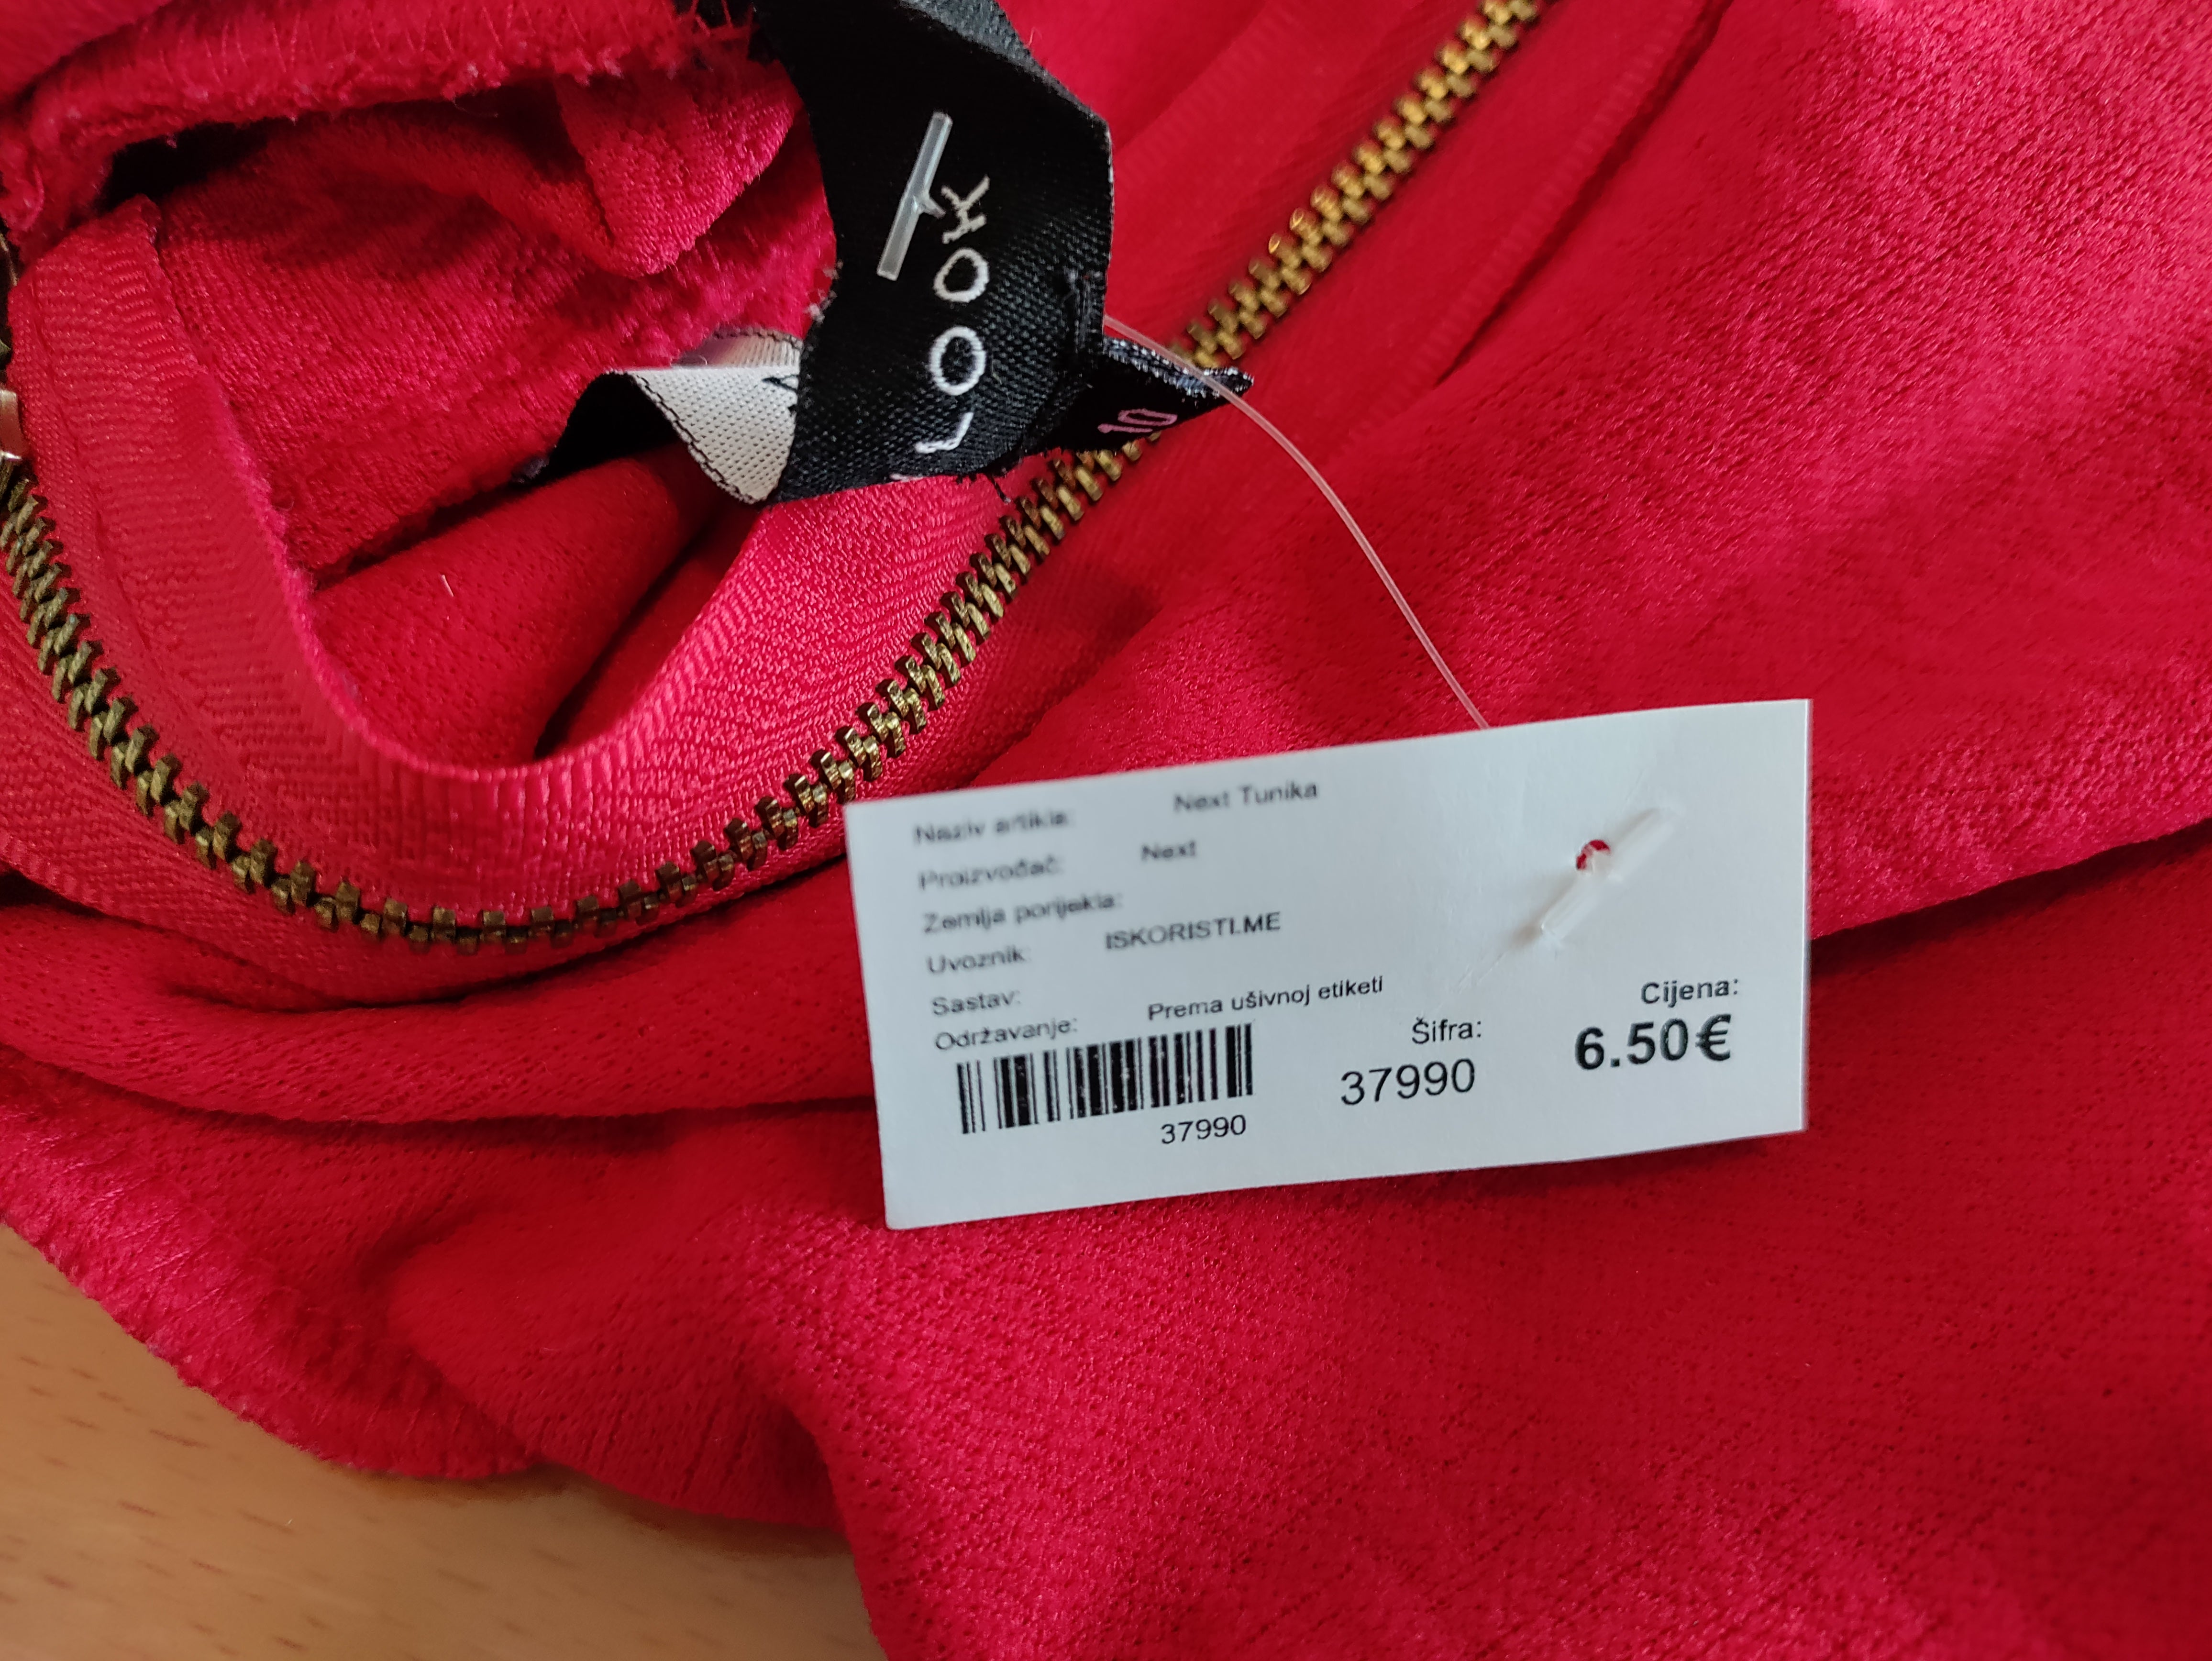 LOOK
10
Naziv artikla: Next Tunika
Proizvođač: Next
Zemlja porijekla:
Uvoznik: ISKORISTI.ME
Sastav:
Održavanje: Prema ušivnoj etiketi
37990
Šifra:
37990
Cijena:
6.50€